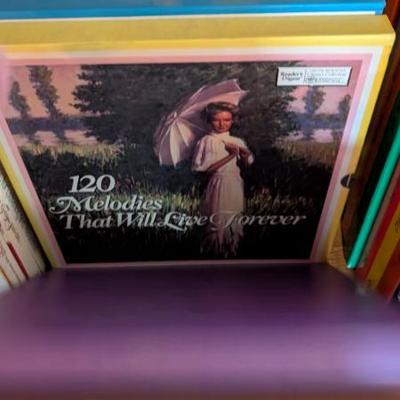 Reader's
Digest
120
Melodies
That Will Live Forever